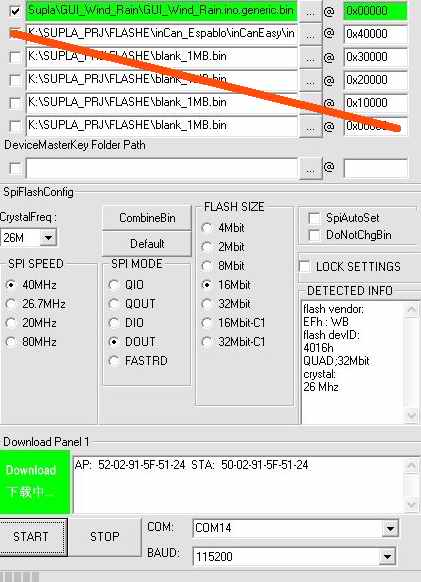 Supla\GUI_Wind_Rain\GUI_Wind_Rain.ino.generic.bin ... @ 0x00000
K:\SUPLA_PRJ\FLASHE\inCan_Espablo\inCanEasy\in ... @ 0x40000
K:\SUPLA_PRJ\FLASHE\blank_1MB.bin ... @ 0x30000
K:\SUPLA_PRJ\FLASHE\blank_1MB.bin ... @ 0x20000
K:\SUPLA_PRJ\FLASHE\blank_1MB.bin ... @ 0x10000
K:\SUPLA_PRJ\FLASHE\blank_1MB.bin ... @ 0x00000
DeviceMasterKey Folder Path
... @
SpiFlashConfig
CrystalFreq :
26M
CombineBin
Default
SPI SPEED
40MHz
26.7MHz
20MHz
80MHz
SPI MODE
QIO
QOUT
DIO
DOUT
FASTRD
FLASH SIZE
4Mbit
2Mbit
8Mbit
16Mbit
32Mbit
16Mbit-C1
32Mbit-C1
SpiAutoSet
DoNotChgBin
LOCK SETTINGS
DETECTED INFO
flash vendor:
EFh : WB
flash devID:
4016h
QUAD;32Mbit
crystal:
26 Mhz
Download Panel 1
Download
下载中...
AP: 52-02-91-5F-51-24 STA: 50-02-91-5F-51-24
START
STOP
COM:
COM14
BAUD:
115200